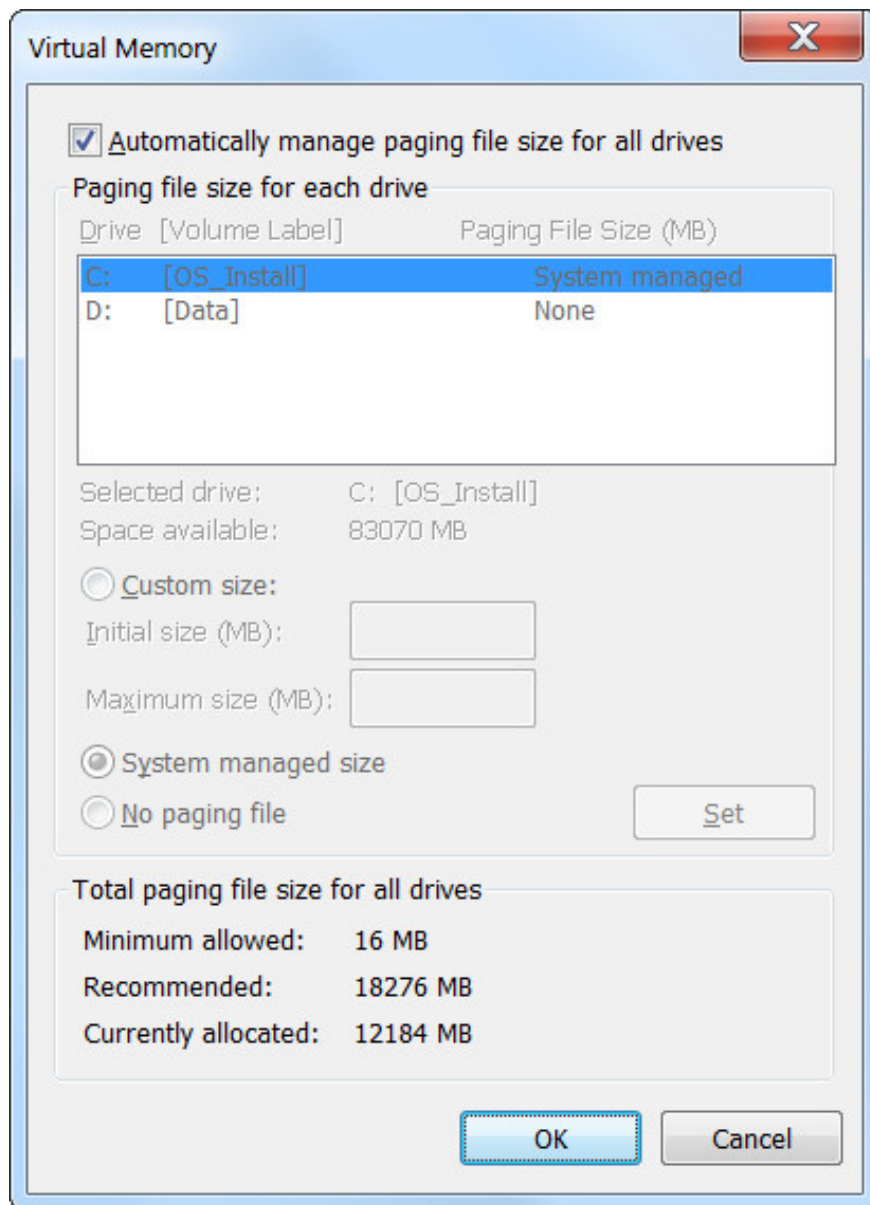 Virtual Memory
Automatically manage paging file size for all drives
Paging file size for each drive
Drive [Volume Label] Paging File Size (MB)
C: [OS_Install] System managed
D: [Data] None
Selected drive: C: [OS_Install]
Space available: 83070 MB
Custom size:
Initial size (MB):
Maximum size (MB):
System managed size
No paging file Set
Total paging file size for all drives
Minimum allowed: 16 MB
Recommended: 18276 MB
Currently allocated: 12184 MB
OK Cancel